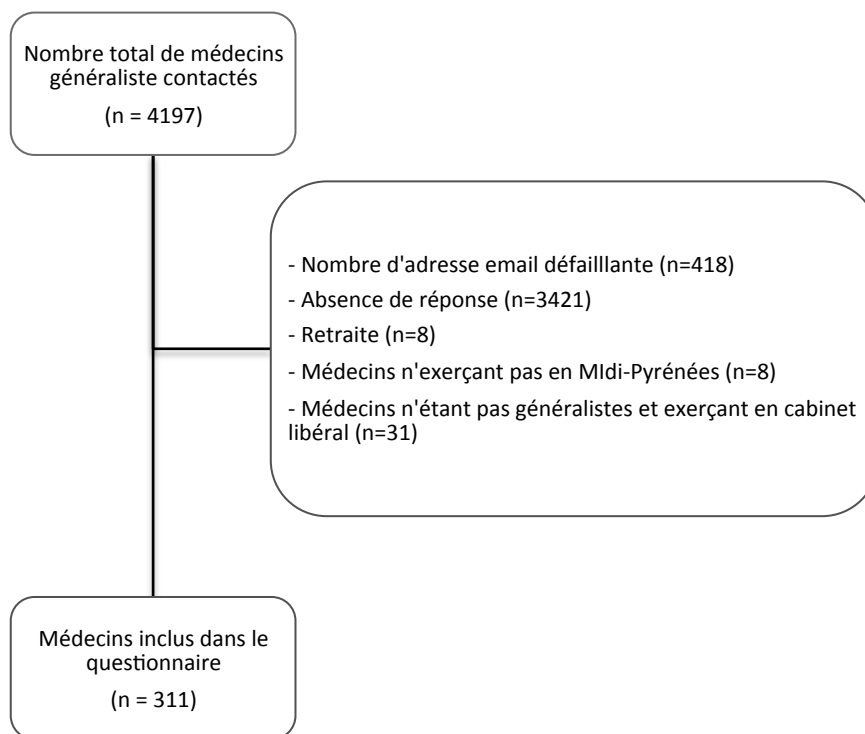 Nombre total de médecins
généraliste contactés
(n = 4197)
- Nombre d'adresse email défailllante (n=418)
- Absence de réponse (n=3421)
- Retraite (n=8)
- Médecins n'exerçant pas en MIdi-Pyrénées (n=8)
- Médecins n'étant pas généralistes et exerçant en cabinet
libéral (n=31)
Médecins inclus dans le
questionnaire
(n = 311)